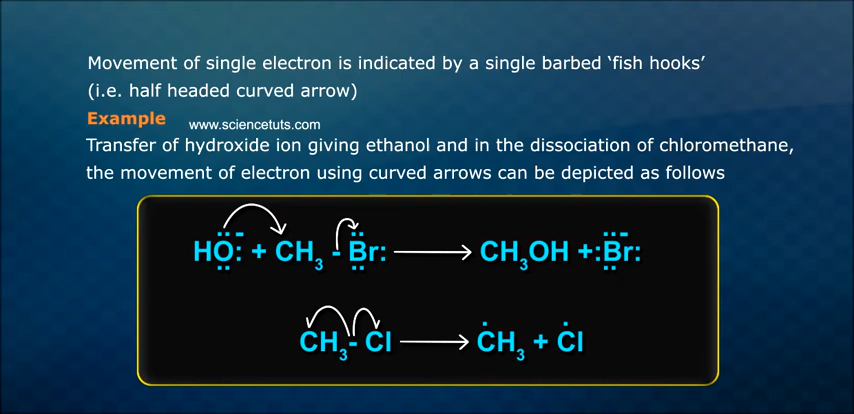 Movement of single electron is indicated by a single barbed ‘fish hooks’
(i.e. half headed curved arrow)
Example www.sciencetuts.com
Transfer of hydroxide ion giving ethanol and in the dissociation of chloromethane,
the movement of electron using curved arrows can be depicted as follows
HO:⁻ + CH₃ - Br: ⟶ CH₃OH + :Br:⁻
CH₃ - Cl ⟶ ĊH₃ + Ċl